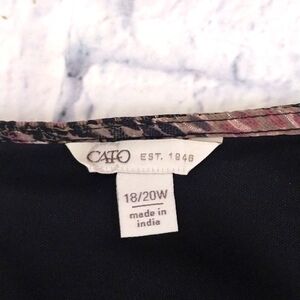 CATO EST. 1946
18/20W
made in
india